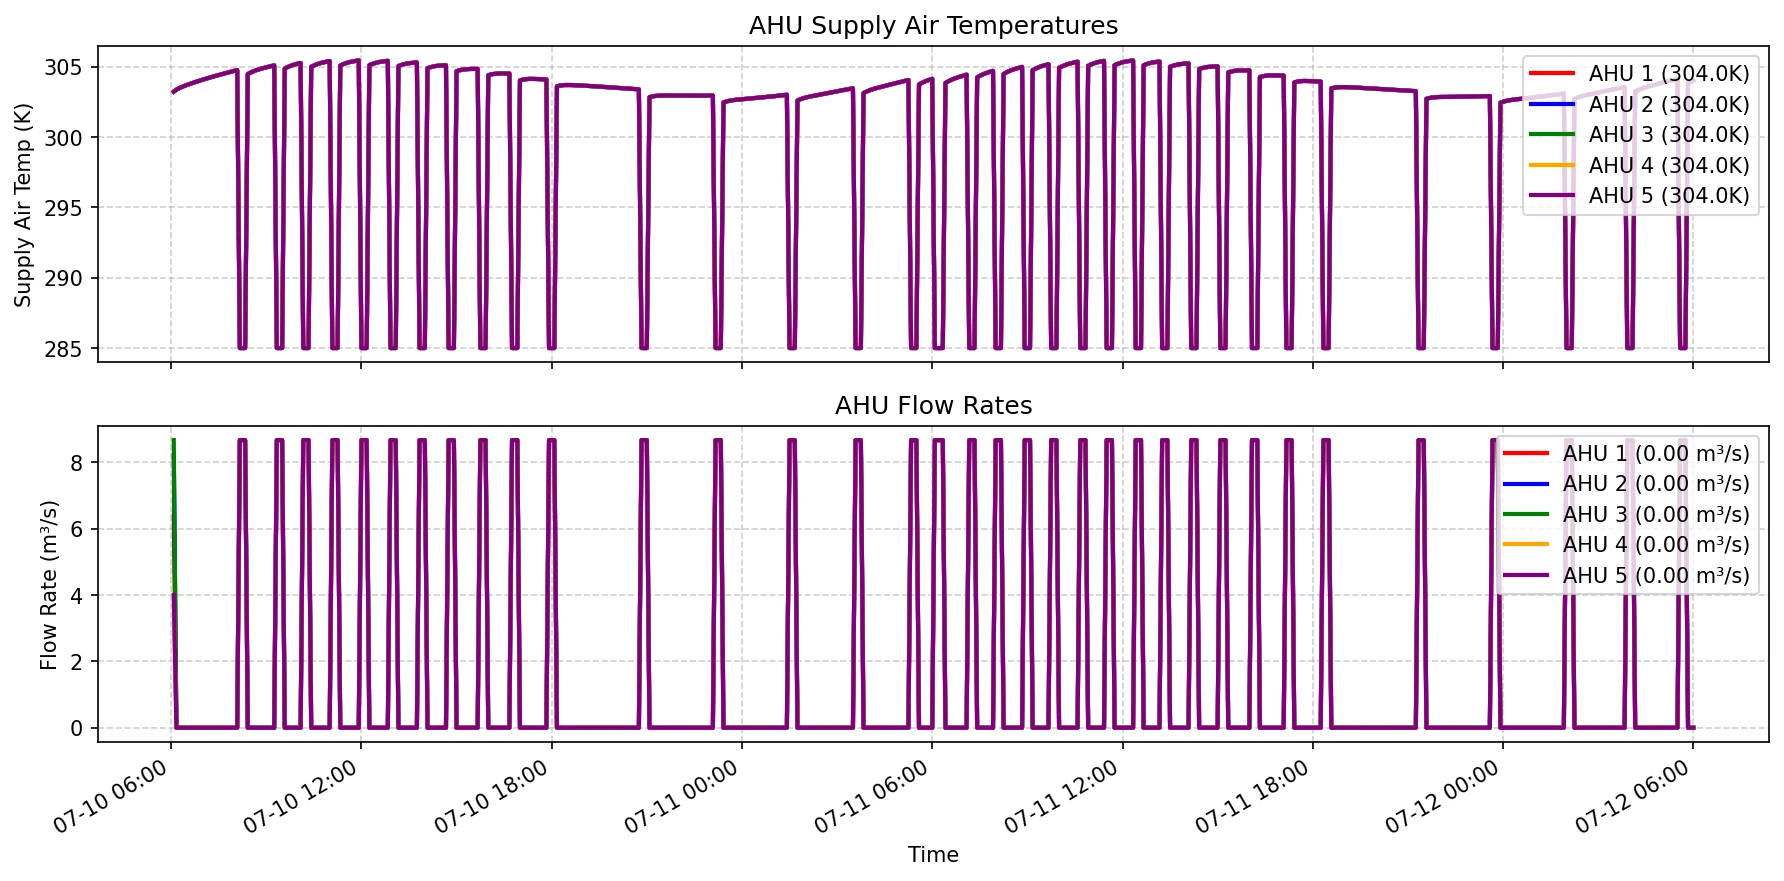 AHU Supply Air Temperatures
Supply Air Temp (K)
305
300
295
290
285
AHU 1 (304.0K)
AHU 2 (304.0K)
AHU 3 (304.0K)
AHU 4 (304.0K)
AHU 5 (304.0K)
AHU Flow Rates
Flow Rate (m³/s)
8
6
4
2
0
AHU 1 (0.00 m³/s)
AHU 2 (0.00 m³/s)
AHU 3 (0.00 m³/s)
AHU 4 (0.00 m³/s)
AHU 5 (0.00 m³/s)
07-10 06:00
07-10 12:00
07-10 18:00
07-11 00:00
07-11 06:00
07-11 12:00
07-11 18:00
07-12 00:00
07-12 06:00
Time